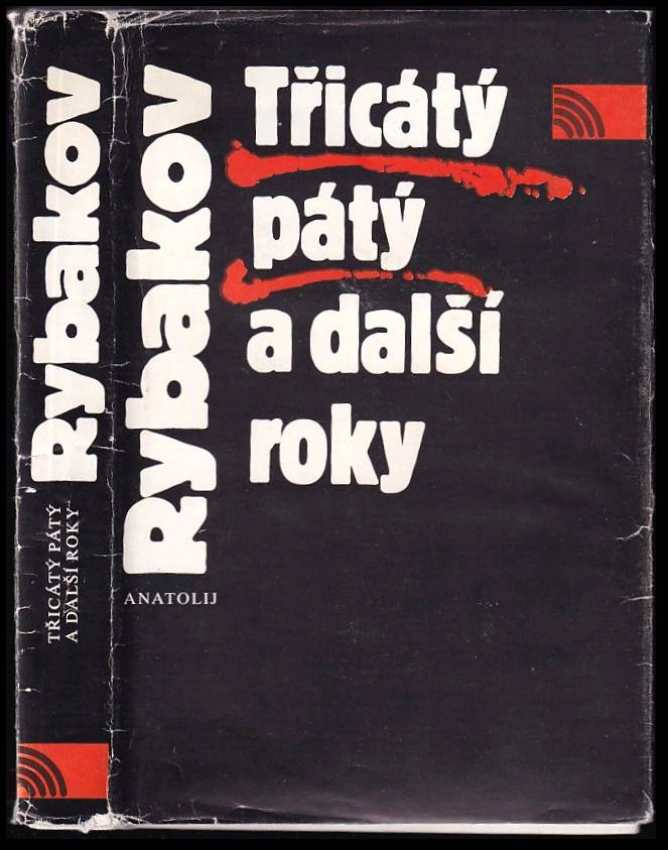 Rybakov
TŘICÁTÝ PÁTÝ
A DALŠÍ ROKY
Rybakov
ANATOLIJ
Třicátý
pátý
a další
roky